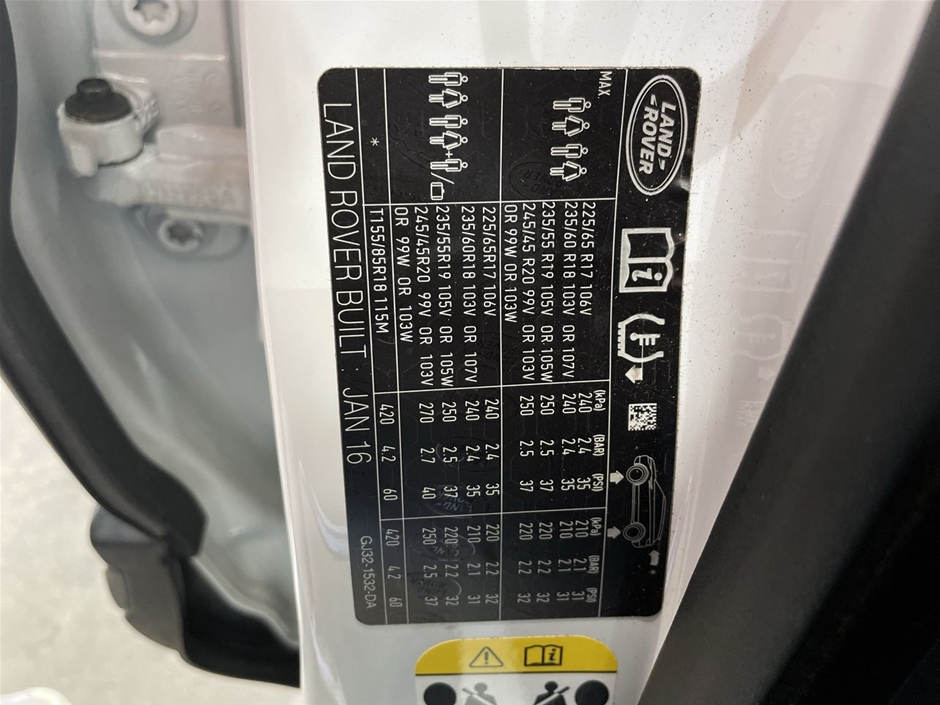 LAND-
ROVER
MAX.
(kPa) (BAR) (PSI) (kPa) (BAR) (PSI)
225/65 R17 106V 240 2.4 35 210 2.1 31
235/60 R18 103V OR 107V 240 2.4 35 210 2.1 31
235/55 R19 105V OR 105W 250 2.5 37 220 2.2 32
245/45 R20 99V OR 103V 250 2.5 37 220 2.2 32
OR 99W OR 103W
225/65R17 106V 240 2.4 35 220 2.2 32
235/60R18 103V OR 107V 240 2.4 35 210 2.1 31
235/55R19 105V OR 105W 250 2.5 37 220 2.2 32
245/45R20 99V OR 103V 270 2.7 40 250 2.5 37
OR 99W OR 103W
* T155/85R18 115M 420 4.2 60 420 4.2 60
LAND ROVER BUILT JAN 16 GJ32-1532-DA